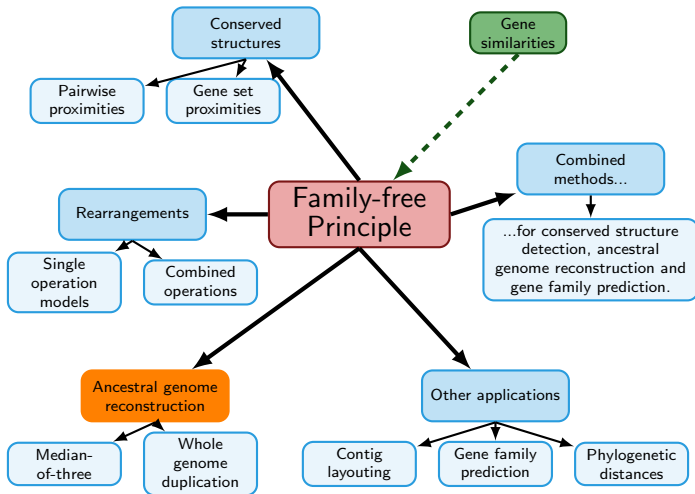 Conserved
structures
Gene
similarities
Pairwise
proximities
Gene set
proximities
Combined
methods...
Family-free
Principle
Rearrangements
...for conserved structure
detection, ancestral
genome reconstruction and
gene family prediction.
Single
operation
models
Combined
operations
Ancestral genome
reconstruction
Other applications
Median-
of-three
Whole
genome
duplication
Contig
layouting
Gene family
prediction
Phylogenetic
distances